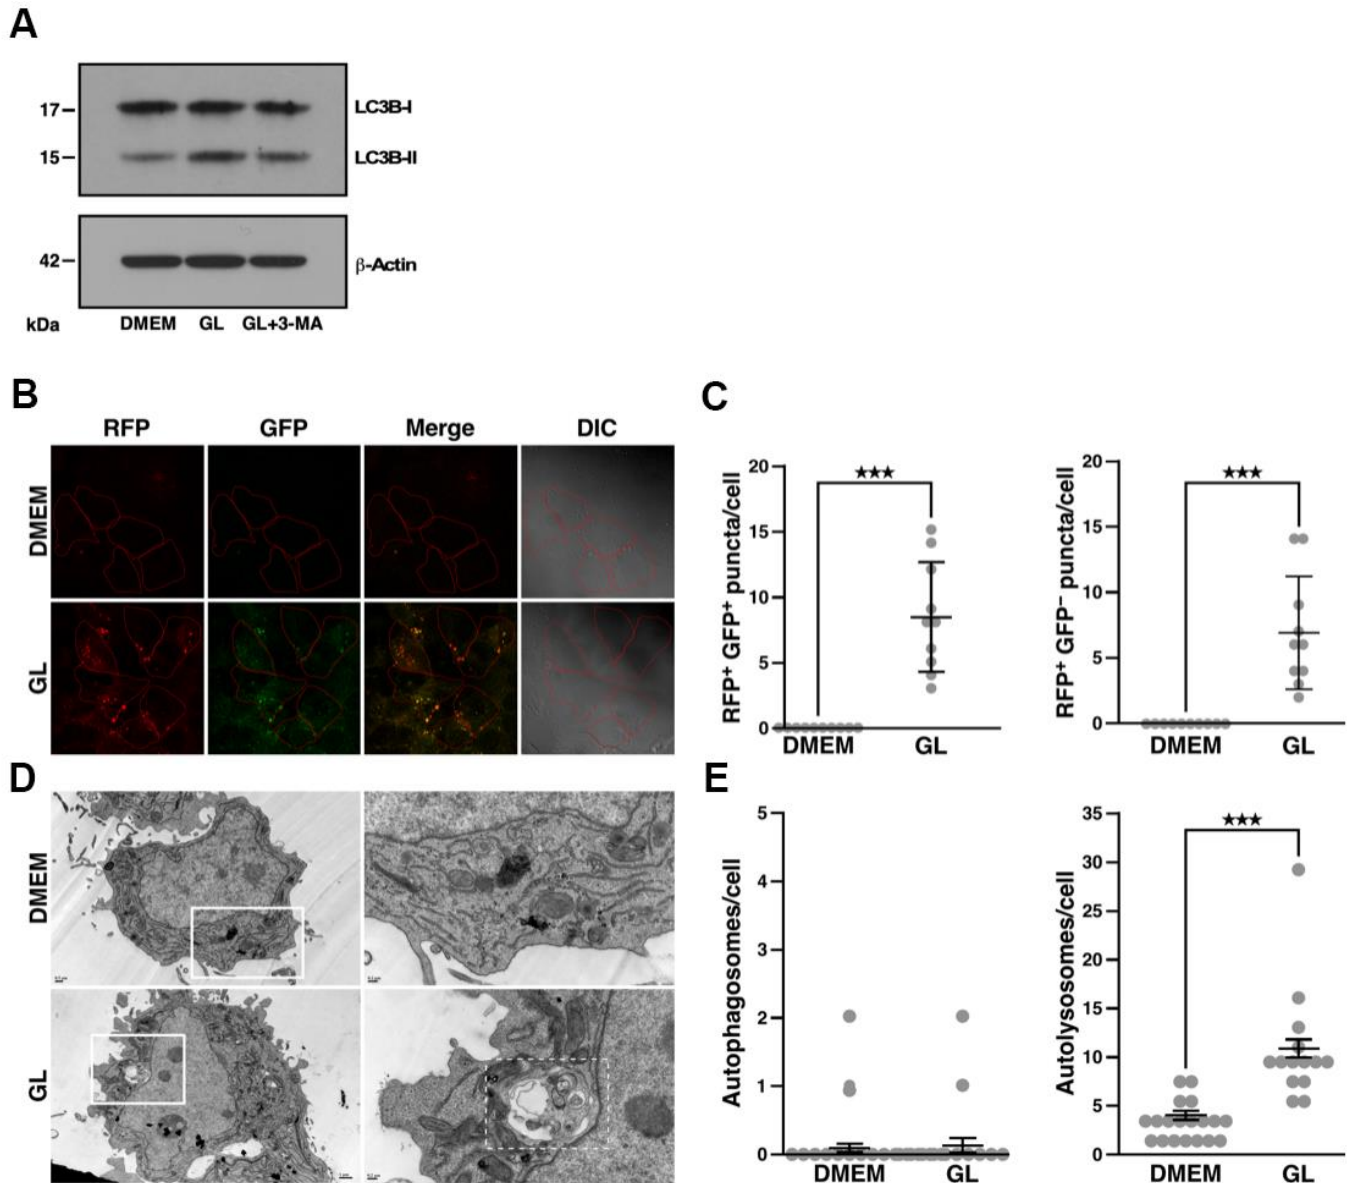 A
17
LC3B-I
15
LC3B-II
42
β-Actin
kDa
DMEM GL GL+3-MA
B
RFP GFP Merge DIC
DMEM
GL
C
RFP⁺ GFP⁺ puncta/cell
20
15
10
5
0
★★★
DMEM GL
RFP⁺ GFP⁻ puncta/cell
20
15
10
5
0
★★★
DMEM GL
D
DMEM
GL
E
Autophagosomes/cell
5
4
3
2
1
0
DMEM GL
Autolysosomes/cell
35
30
25
20
15
10
5
0
★★★
DMEM GL